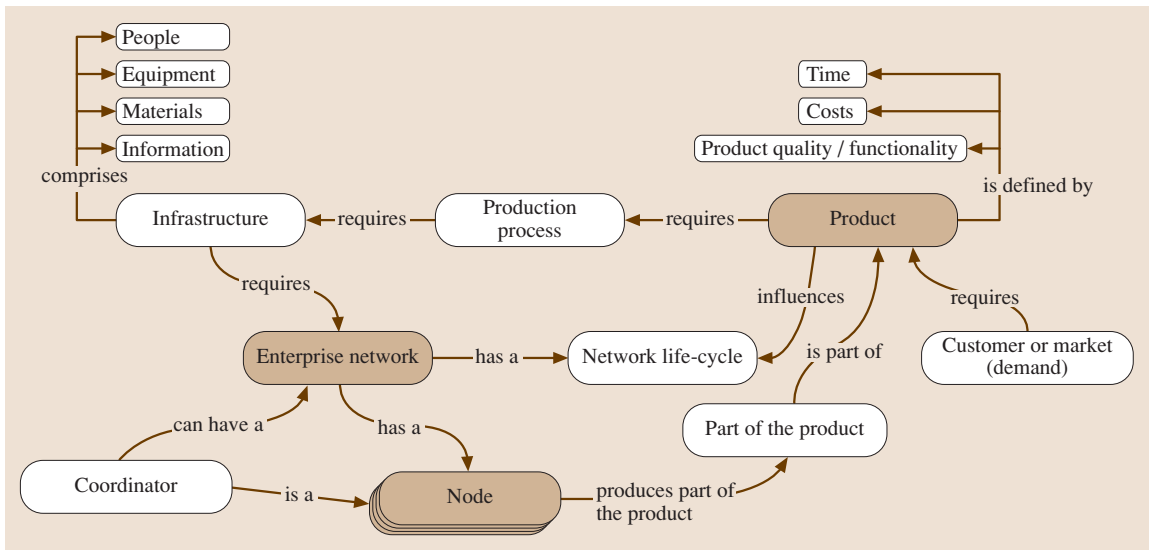 People
Equipment
Time
Materials
Costs
Information
Product quality / functionality
comprises
is defined by
Infrastructure
requires
Production
process
requires
Product
requires
influences
requires
Enterprise network
has a
Network life-cycle
is part of
Customer or market
(demand)
can have a
has a
Part of the product
Coordinator
is a
Node
produces part of
the product